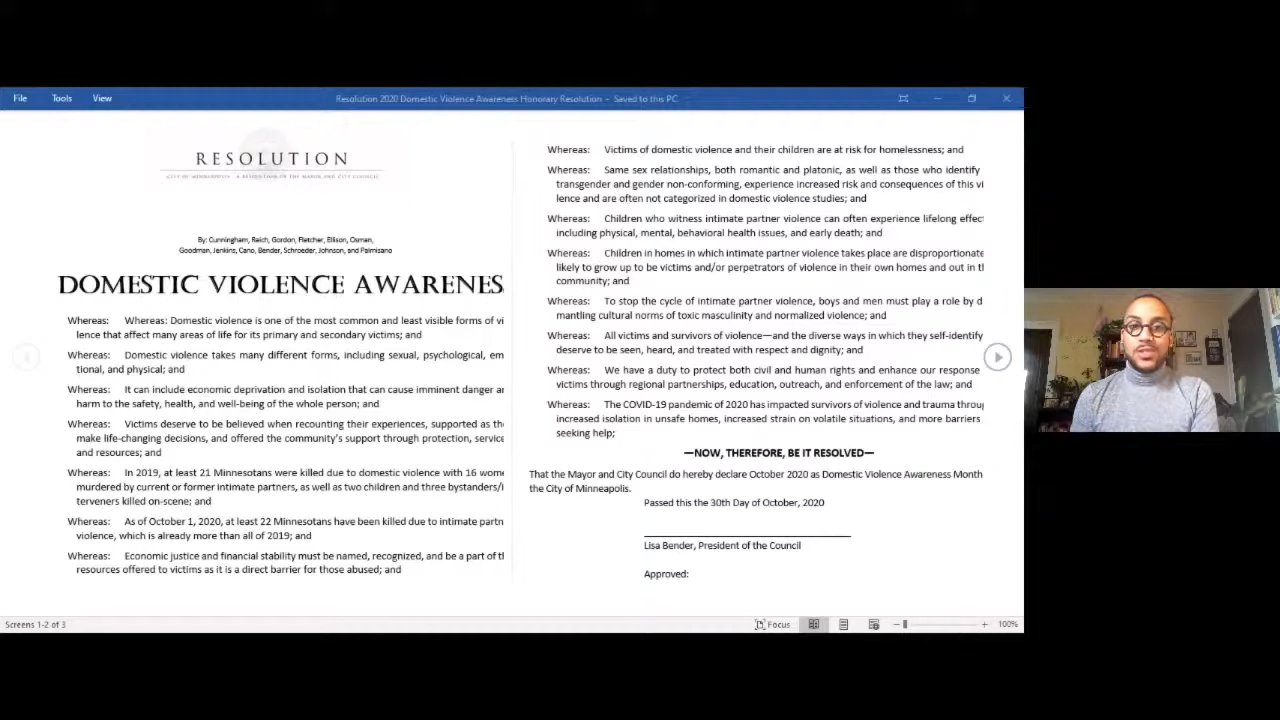 File Tools View Resolution 2020 Domestic Violence Awareness Honorary Resolution - Saved to this PC
RESOLUTION
CITY OF MINNEAPOLIS · A RESOLUTION OF THE MAYOR AND CITY COUNCIL
By: Cunningham, Reich, Gordon, Fletcher, Ellison, Osman,
Goodman, Jenkins, Cano, Bender, Schroeder, Johnson, and Palmisano
DOMESTIC VIOLENCE AWARENES
Whereas: Whereas: Domestic violence is one of the most common and least visible forms of vi
lence that affect many areas of life for its primary and secondary victims; and
Whereas: Domestic violence takes many different forms, including sexual, psychological, em
tional, and physical; and
Whereas: It can include economic deprivation and isolation that can cause imminent danger an
harm to the safety, health, and well-being of the whole person; and
Whereas: Victims deserve to be believed when recounting their experiences, supported as the
make life-changing decisions, and offered the community's support through protection, service
and resources; and
Whereas: In 2019, at least 21 Minnesotans were killed due to domestic violence with 16 wome
murdered by current or former intimate partners, as well as two children and three bystanders/i
terveners killed on-scene; and
Whereas: As of October 1, 2020, at least 22 Minnesotans have been killed due to intimate partn
violence, which is already more than all of 2019; and
Whereas: Economic justice and financial stability must be named, recognized, and be a part of th
resources offered to victims as it is a direct barrier for those abused; and
Whereas: Victims of domestic violence and their children are at risk for homelessness; and
Whereas: Same sex relationships, both romantic and platonic, as well as those who identify
transgender and gender non-conforming, experience increased risk and consequences of this vi
lence and are often not categorized in domestic violence studies; and
Whereas: Children who witness intimate partner violence can often experience lifelong effec
including physical, mental, behavioral health issues, and early death; and
Whereas: Children in homes in which intimate partner violence takes place are disproportionate
likely to grow up to be victims and/or perpetrators of violence in their own homes and out in th
community; and
Whereas: To stop the cycle of intimate partner violence, boys and men must play a role by d
mantling cultural norms of toxic masculinity and normalized violence; and
Whereas: All victims and survivors of violence—and the diverse ways in which they self-identify
deserve to be seen, heard, and treated with respect and dignity; and
Whereas: We have a duty to protect both civil and human rights and enhance our response
victims through regional partnerships, education, outreach, and enforcement of the law; and
Whereas: The COVID-19 pandemic of 2020 has impacted survivors of violence and trauma throu
increased isolation in unsafe homes, increased strain on volatile situations, and more barriers
seeking help;
—NOW, THEREFORE, BE IT RESOLVED—
That the Mayor and City Council do hereby declare October 2020 as Domestic Violence Awareness Month
the City of Minneapolis.
Passed this the 30th Day of October, 2020
Lisa Bender, President of the Council
Approved:
Screens 1-2 of 3 Focus 100%